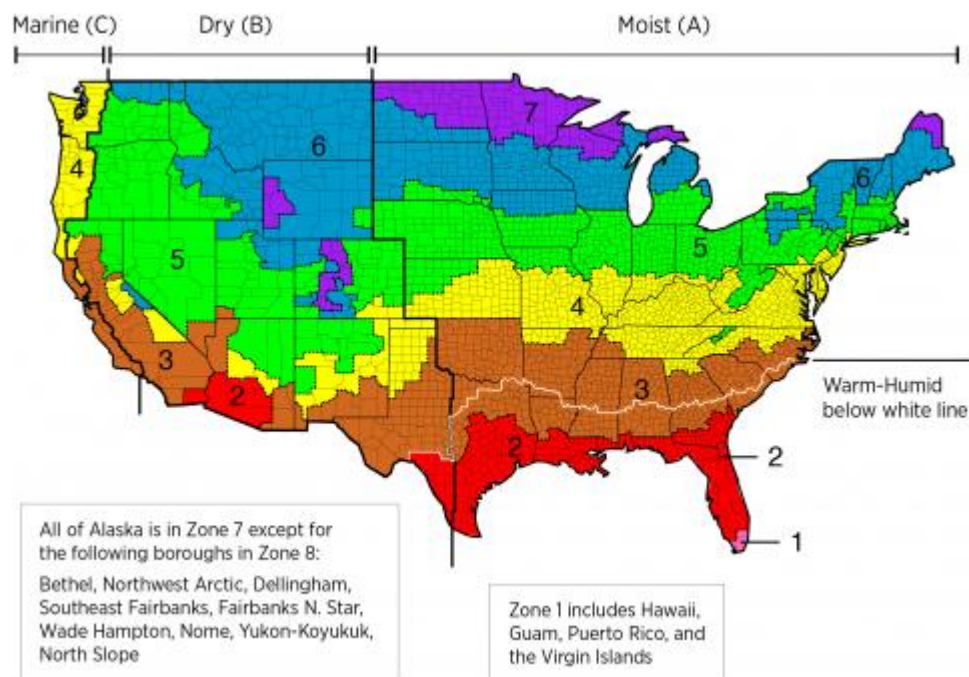 Marine (C)
Dry (B)
Moist (A)
7
6
6
4
5
5
4
3
3
2
Warm-Humid
below white line
2
2
1
All of Alaska is in Zone 7 except for
the following boroughs in Zone 8:
Bethel, Northwest Arctic, Dellingham,
Southeast Fairbanks, Fairbanks N. Star,
Wade Hampton, Nome, Yukon-Koyukuk,
North Slope
Zone 1 includes Hawaii,
Guam, Puerto Rico, and
the Virgin Islands